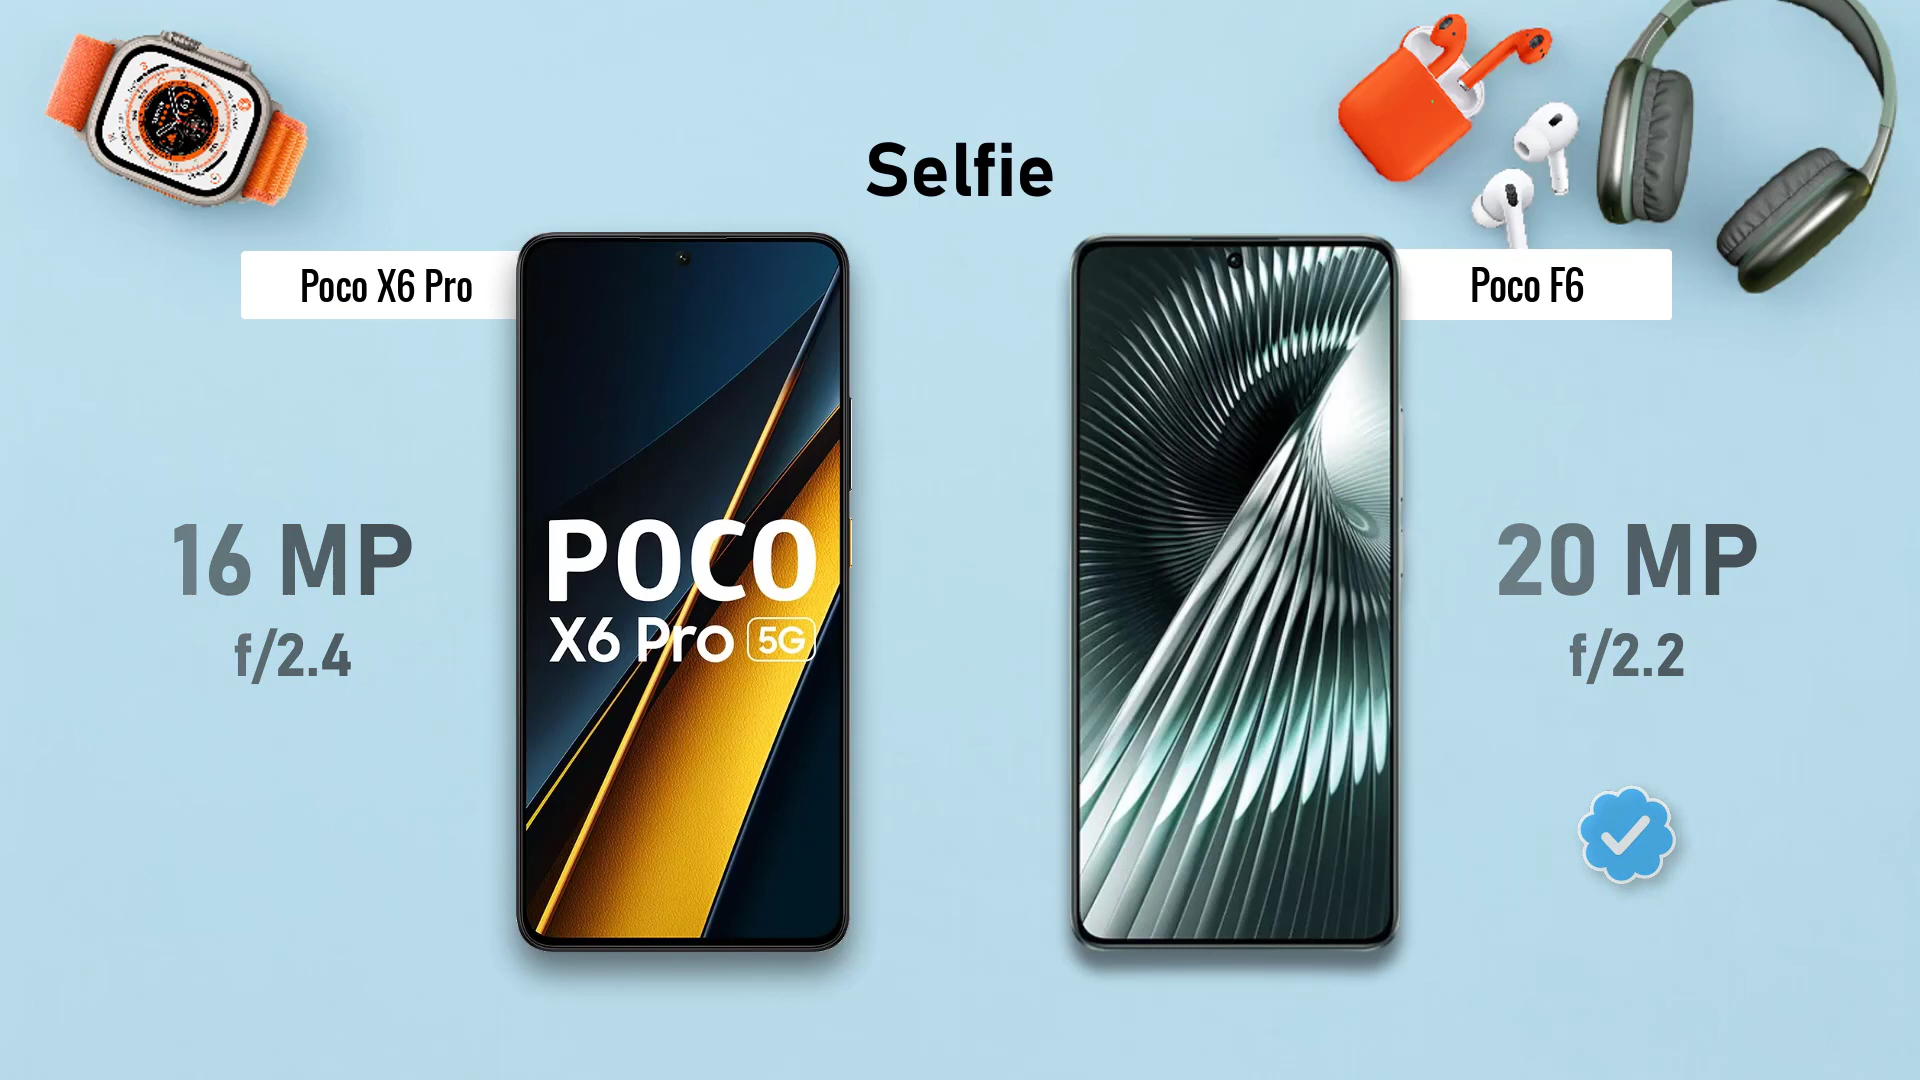 Selfie
Poco X6 Pro
Poco F6
16 MP
f/2.4
POCO
X6 Pro 5G
20 MP
f/2.2